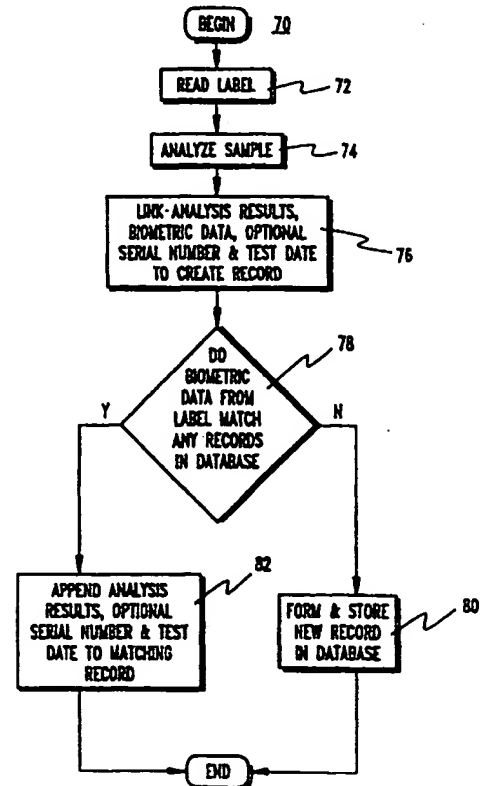 BEGIN 70
READ LABEL 72
ANALYZE SAMPLE 74
LINK-ANALYSIS RESULTS,
BIOMETRIC DATA, OPTIONAL
SERIAL NUMBER & TEST DATE
TO CREATE RECORD
76
DO
BIOMETRIC
DATA FROM
LABEL MATCH
ANY RECORDS
IN DATABASE
78
Y N
APPEND ANALYSIS
RESULTS, OPTIONAL
SERIAL NUMBER & TEST
DATE TO MATCHING
RECORD
82
FORM & STORE
NEW RECORD
IN DATABASE
80
END